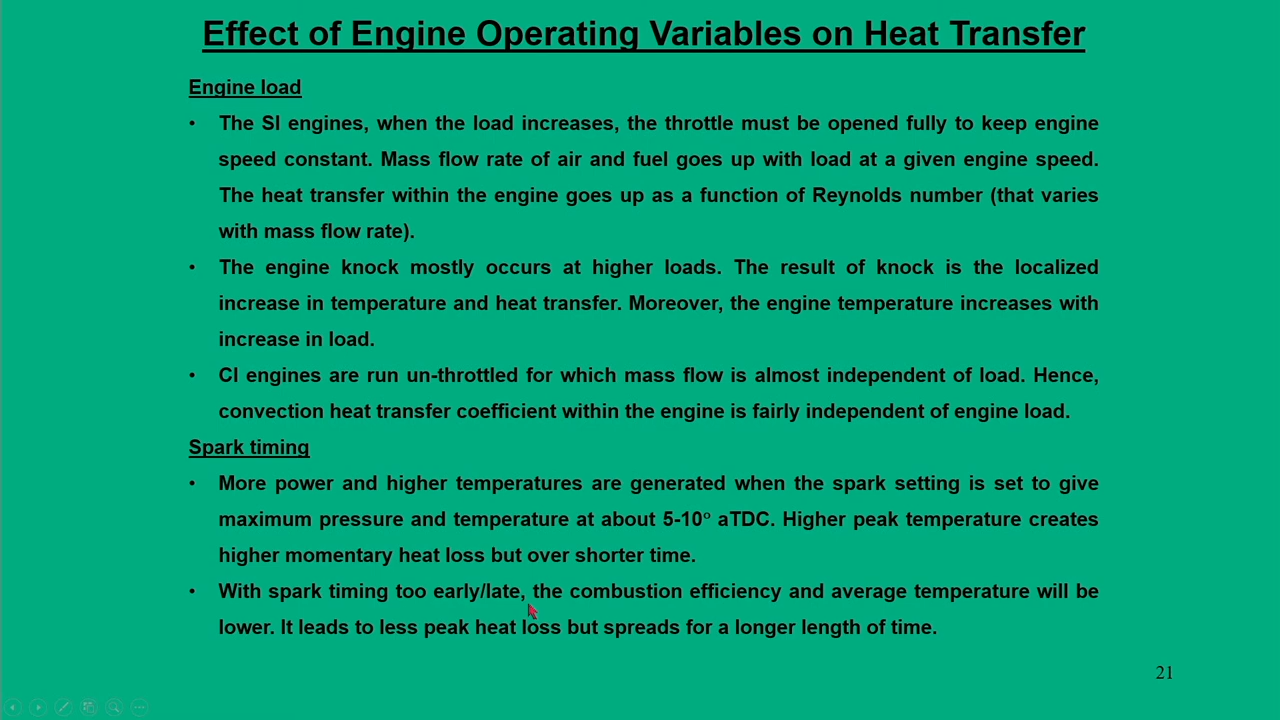 Effect of Engine Operating Variables on Heat Transfer
Engine load
• The SI engines, when the load increases, the throttle must be opened fully to keep engine
speed constant. Mass flow rate of air and fuel goes up with load at a given engine speed.
The heat transfer within the engine goes up as a function of Reynolds number (that varies
with mass flow rate).
• The engine knock mostly occurs at higher loads. The result of knock is the localized
increase in temperature and heat transfer. Moreover, the engine temperature increases with
increase in load.
• CI engines are run un-throttled for which mass flow is almost independent of load. Hence,
convection heat transfer coefficient within the engine is fairly independent of engine load.
Spark timing
• More power and higher temperatures are generated when the spark setting is set to give
maximum pressure and temperature at about 5-10° aTDC. Higher peak temperature creates
higher momentary heat loss but over shorter time.
• With spark timing too early/late, the combustion efficiency and average temperature will be
lower. It leads to less peak heat loss but spreads for a longer length of time.
21